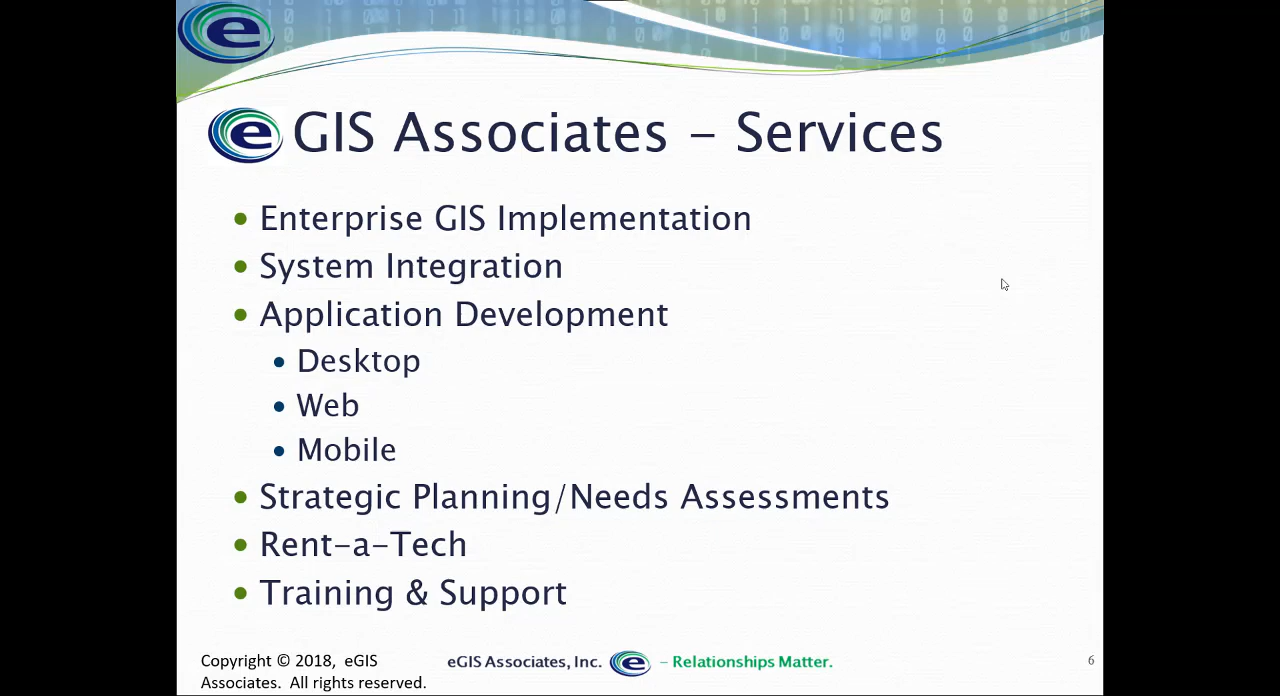 e
e GIS Associates – Services
• Enterprise GIS Implementation
• System Integration
• Application Development
• Desktop
• Web
• Mobile
• Strategic Planning/Needs Assessments
• Rent-a-Tech
• Training & Support
Copyright © 2018, eGIS
Associates. All rights reserved.
eGIS Associates, Inc. e – Relationships Matter.
6